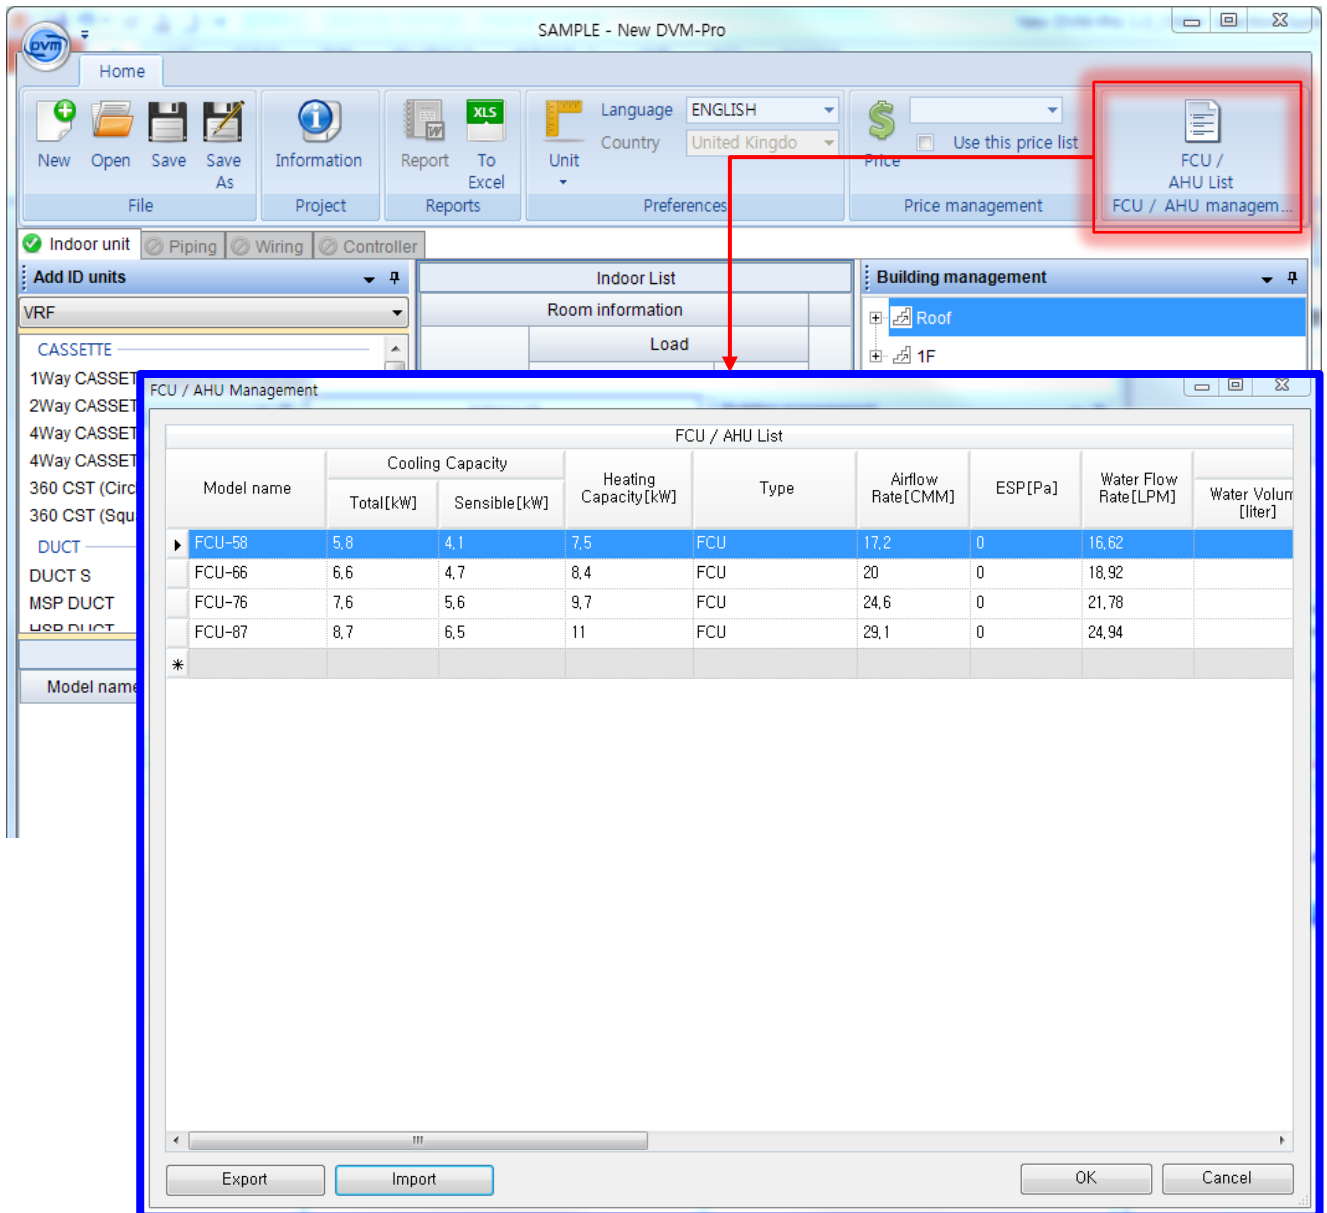 SAMPLE - New DVM-Pro
DVM
Home
New
Open
Save
Save As
File
Information
Project
Report
XLS
To Excel
Reports
Unit
Language ENGLISH
Country United Kingdo
Preferences
Price
Use this price list
Price management
FCU / AHU List
FCU / AHU managem...
Indoor unit
Piping
Wiring
Controller
Add ID units
VRF
CASSETTE
1Way CASSET
2Way CASSET
4Way CASSET
4Way CASSET
360 CST (Circ
360 CST (Squ
DUCT
DUCT S
MSP DUCT
HSP DUCT
Model name
Indoor List
Room information
Load
Building management
Roof
1F
FCU / AHU Management
FCU / AHU List
Model name
Cooling Capacity
Total[kW]
Sensible[kW]
Heating Capacity[kW]
Type
Airflow Rate[CMM]
ESP[Pa]
Water Flow Rate[LPM]
Water Volum [liter]
FCU-58 5,8 4,1 7,5 FCU 17,2 0 16,62
FCU-66 6,6 4,7 8,4 FCU 20 0 18,92
FCU-76 7,6 5,6 9,7 FCU 24,6 0 21,78
FCU-87 8,7 6,5 11 FCU 29,1 0 24,94
Export
Import
OK
Cancel